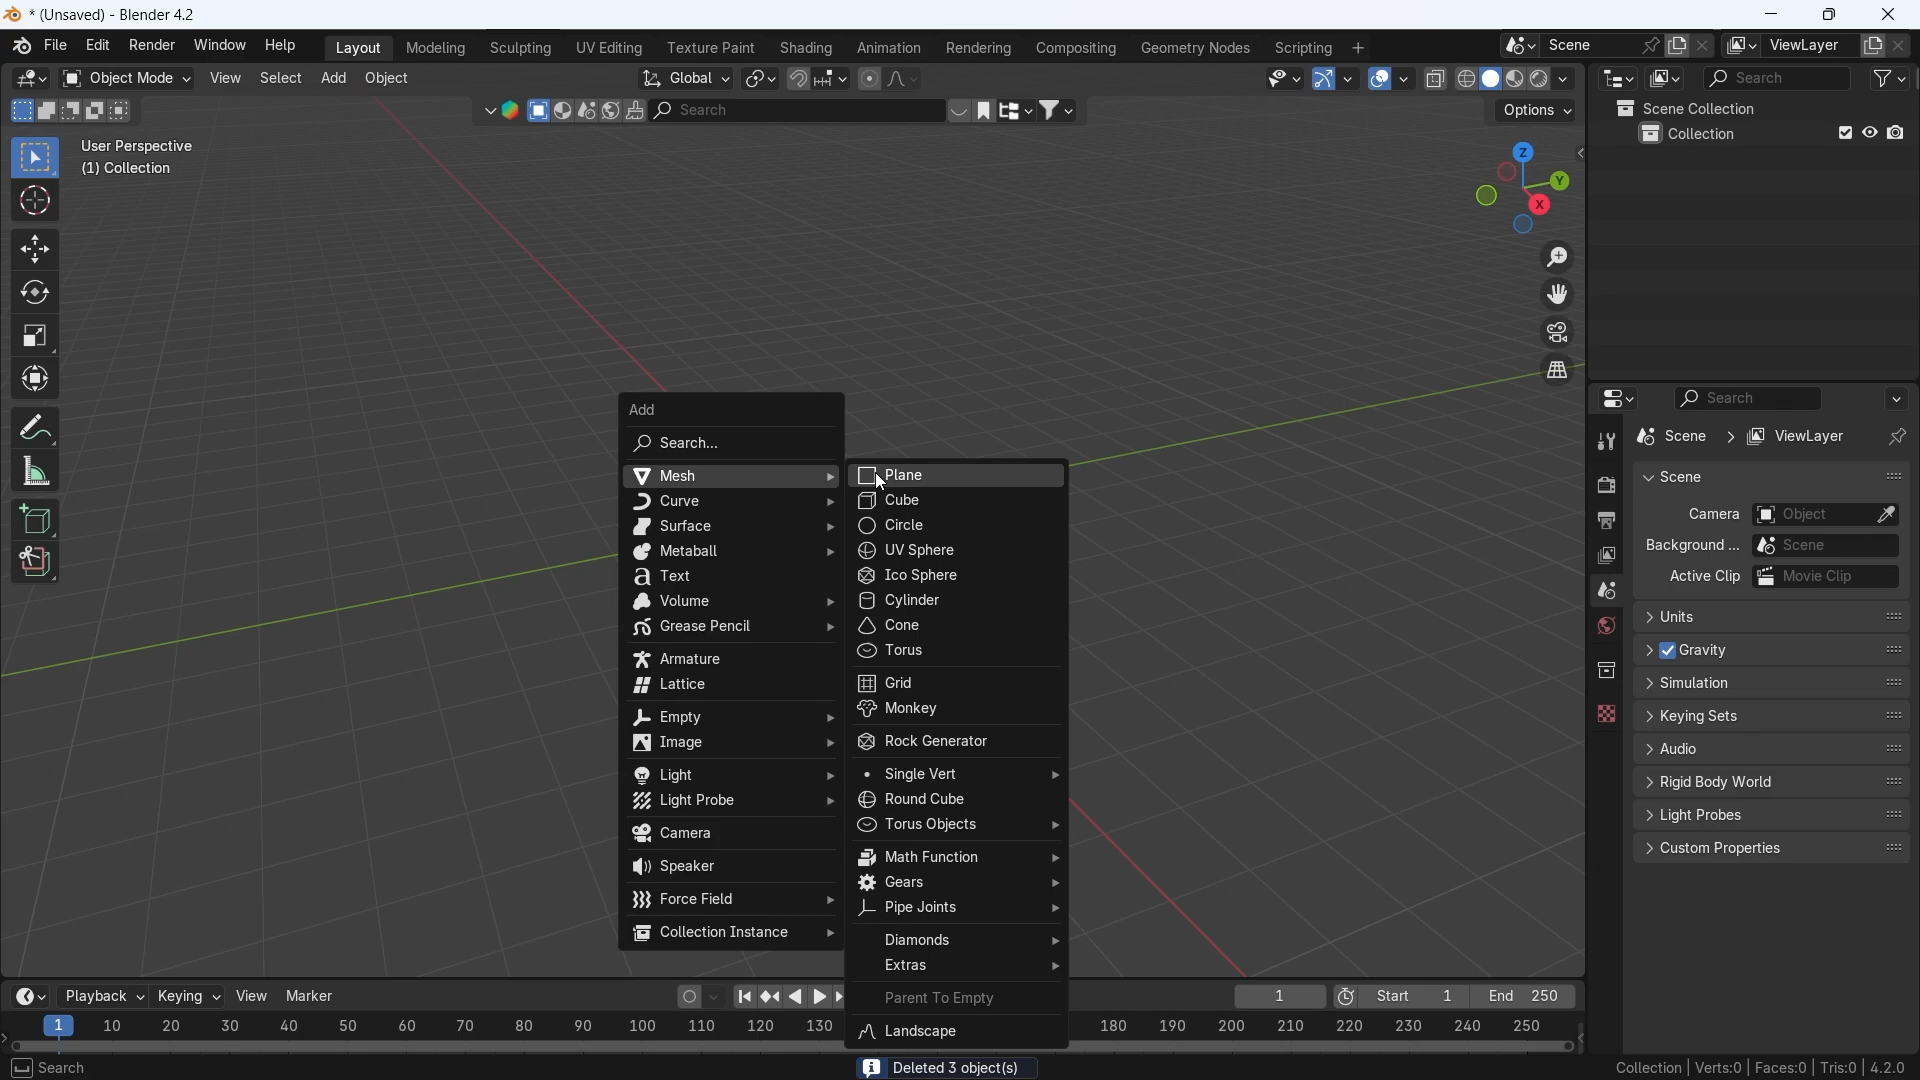 * (Unsaved) - Blender 4.2
File Edit Render Window Help Layout Modeling Sculpting UV Editing Texture Paint Shading Animation Rendering Compositing Geometry Nodes Scripting + Scene ViewLayer
Object Mode View Select Add Object Global Search
Search Options
User Perspective
(1) Collection
Z
Y
X
Scene Collection
Collection
Add
Search...
Mesh
Curve
Surface
Metaball
Text
Volume
Grease Pencil
Armature
Lattice
Empty
Image
Light
Light Probe
Camera
Speaker
Force Field
Collection Instance
Plane
Cube
Circle
UV Sphere
Ico Sphere
Cylinder
Cone
Torus
Grid
Monkey
Rock Generator
Single Vert
Round Cube
Torus Objects
Math Function
Gears
Pipe Joints
Diamonds
Extras
Parent To Empty
Landscape
Search
Scene > ViewLayer
Scene
Camera Object
Background ... Scene
Active Clip Movie Clip
Units
Gravity
Simulation
Keying Sets
Audio
Rigid Body World
Light Probes
Custom Properties
Playback Keying View Marker 1 Start 1 End 250
1 10 20 30 40 50 60 70 80 90 100 110 120 130 180 190 200 210 220 230 240 250
Search Deleted 3 object(s) Collection | Verts:0 | Faces:0 | Tris:0 | 4.2.0